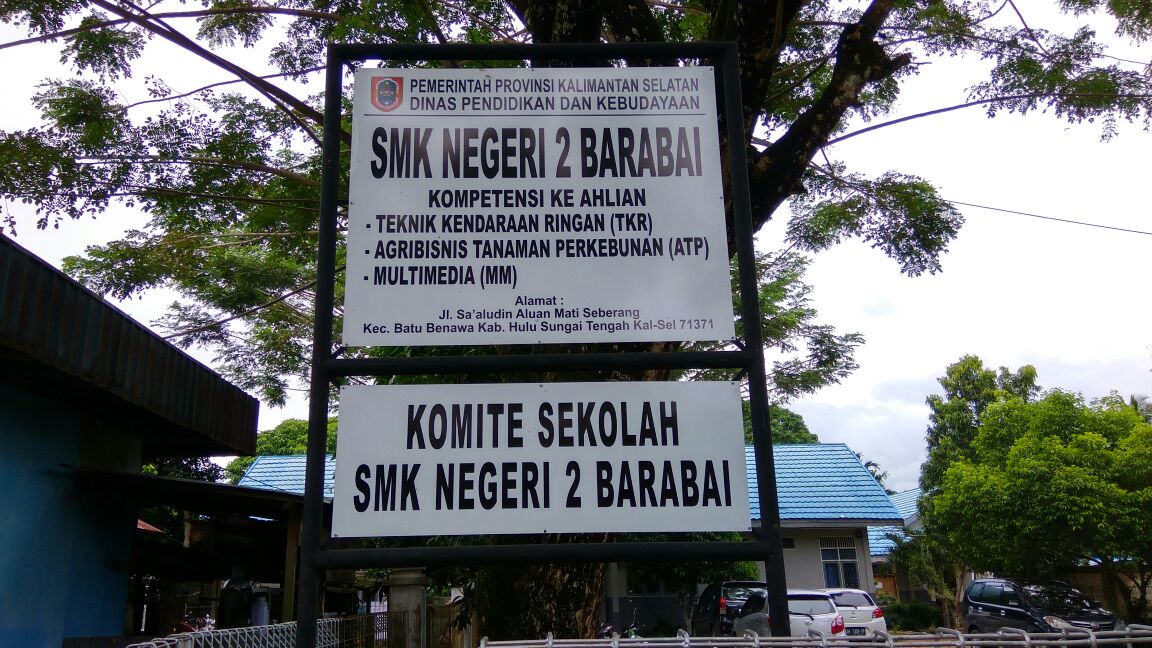 PEMERINTAH PROVINSI KALIMANTAN SELATAN
DINAS PENDIDIKAN DAN KEBUDAYAAN
SMK NEGERI 2 BARABAI
KOMPETENSI KE AHLIAN
- TEKNIK KENDARAAN RINGAN (TKR)
- AGRIBISNIS TANAMAN PERKEBUNAN (ATP)
- MULTIMEDIA (MM)
Alamat :
Jl. Sa'aludin Aluan Mati Seberang
Kec. Batu Benawa Kab. Hulu Sungai Tengah Kal-Sel 71371
KOMITE SEKOLAH
SMK NEGERI 2 BARABAI